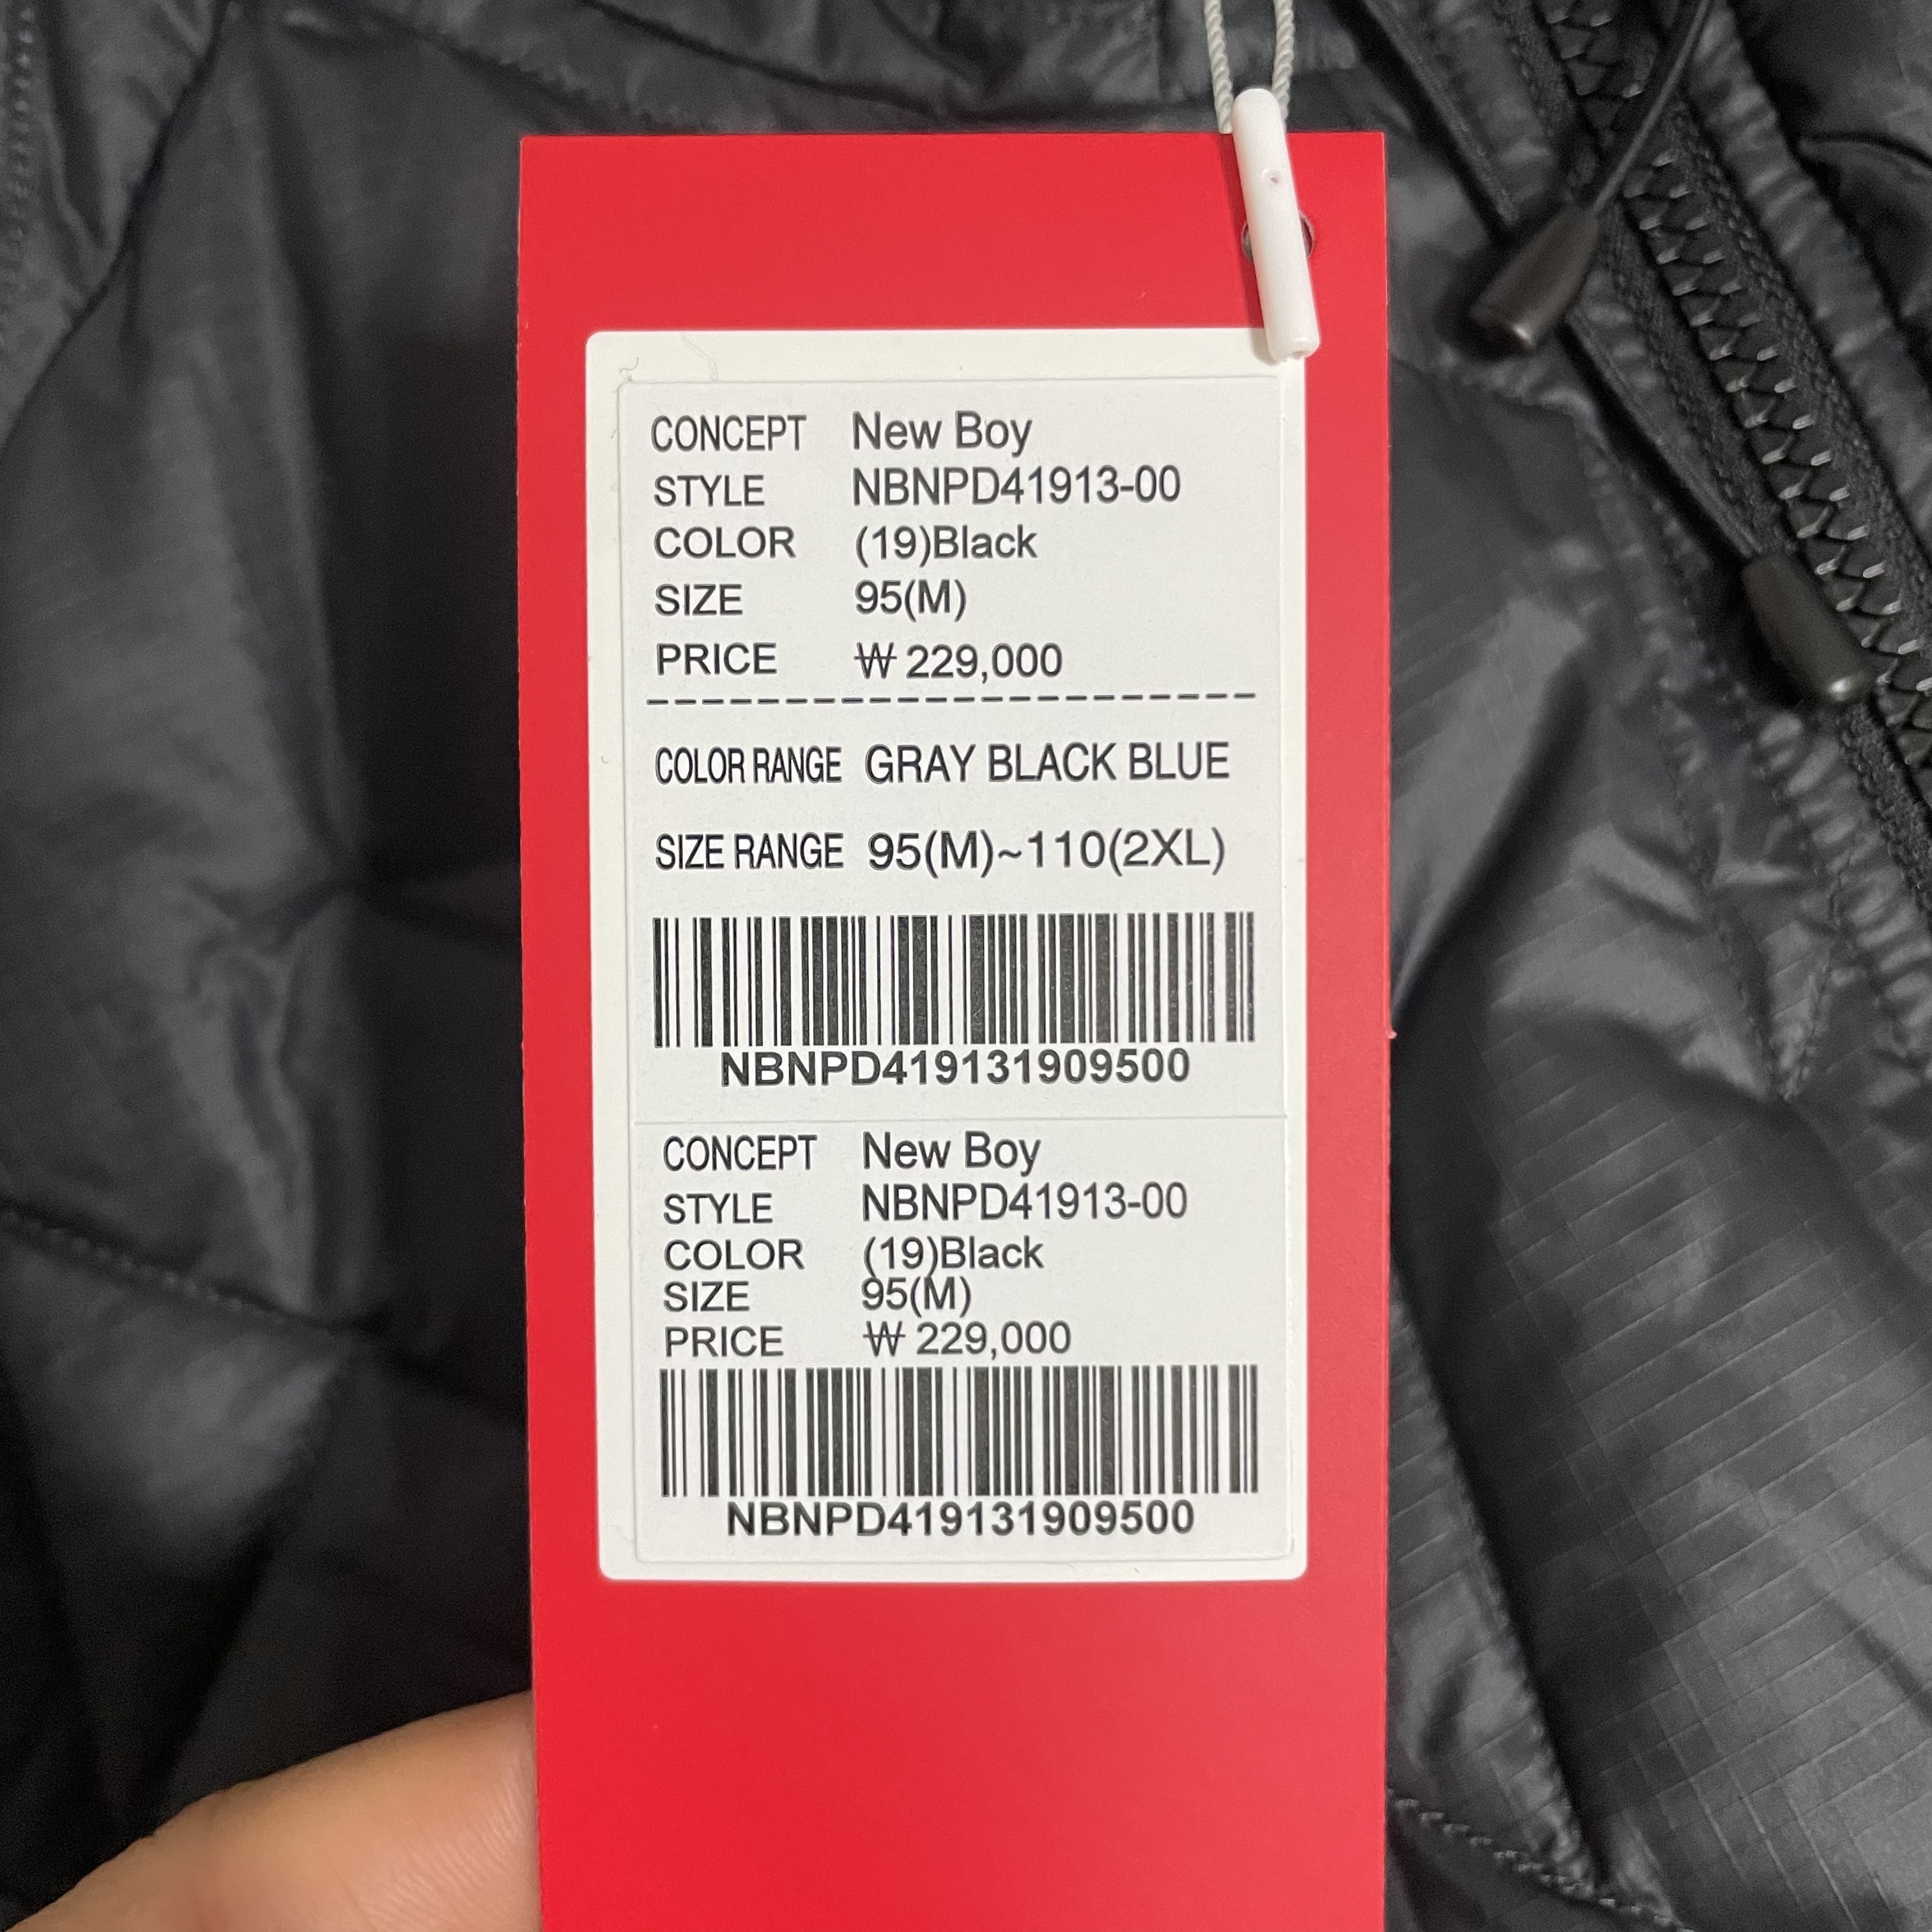 CONCEPT New Boy
STYLE NBNPD41913-00
COLOR (19)Black
SIZE 95(M)
PRICE ₩ 229,000
COLOR RANGE GRAY BLACK BLUE
SIZE RANGE 95(M)~110(2XL)
NBNPD419131909500
CONCEPT New Boy
STYLE NBNPD41913-00
COLOR (19)Black
SIZE 95(M)
PRICE ₩ 229,000
NBNPD419131909500